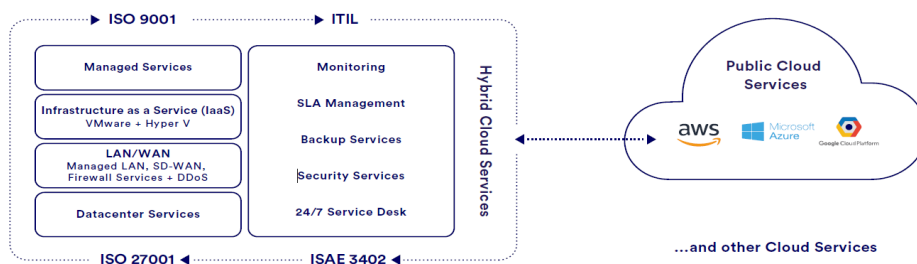 ISO 9001
ITIL
Managed Services
Infrastructure as a Service (IaaS)
VMware + Hyper V
LAN/WAN
Managed LAN, SD-WAN,
Firewall Services + DDoS
Datacenter Services
Monitoring
SLA Management
Backup Services
Security Services
24/7 Service Desk
Hybrid Cloud Services
ISO 27001
ISAE 3402
Public Cloud
Services
aws
Microsoft
Azure
Google Cloud Platform
...and other Cloud Services